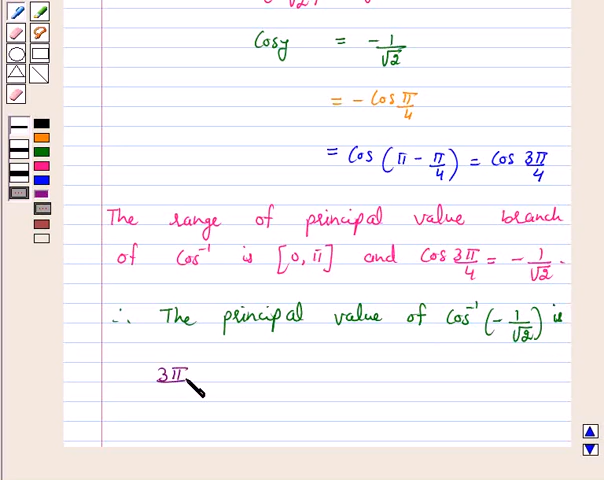 Cosy = -1/√2
= - Cos π/4
= Cos (π - π/4) = Cos 3π/4
The range of principal value branch
of Cos⁻¹ is [0, π] and Cos 3π/4 = -1/√2.
∴ The principal value of Cos⁻¹ (-1/√2) is
3π